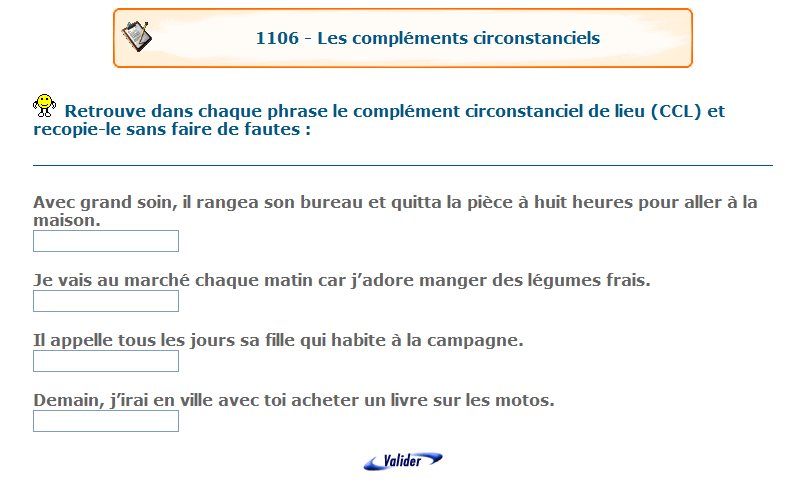 1106 - Les compléments circonstanciels
Retrouve dans chaque phrase le complément circonstanciel de lieu (CCL) et
recopie-le sans faire de fautes :
Avec grand soin, il rangea son bureau et quitta la pièce à huit heures pour aller à la
maison.
Je vais au marché chaque matin car j’adore manger des légumes frais.
Il appelle tous les jours sa fille qui habite à la campagne.
Demain, j’irai en ville avec toi acheter un livre sur les motos.
Valider